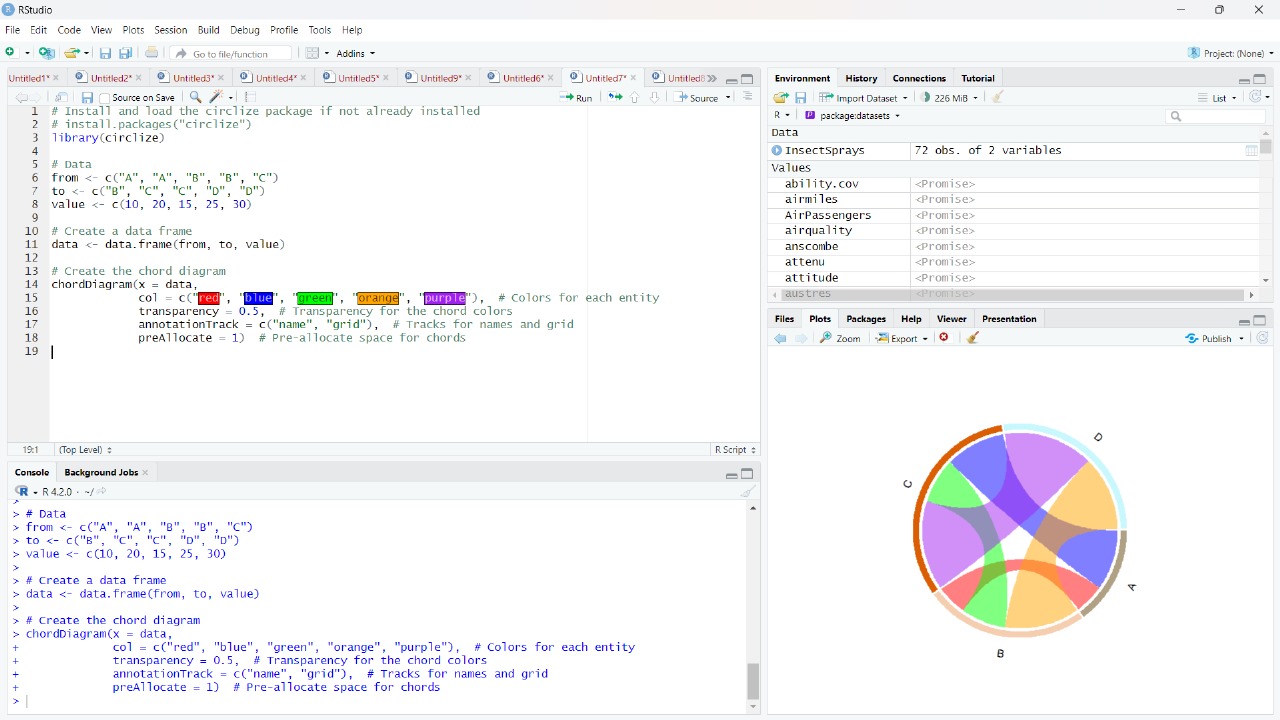 RStudio
File Edit Code View Plots Session Build Debug Profile Tools Help
Go to file/function Addins Project: (None)
Untitled1* Untitled2* Untitled3* Untitled4* Untitled5* Untitled9* Untitled6* Untitled7* Untitled8
Source on Save Run Source
1 # Install and load the circlize package if not already installed
2 # install.packages("circlize")
3 library(circlize)
4
5 # Data
6 from <- c("A", "A", "B", "B", "C")
7 to <- c("B", "C", "C", "D", "D")
8 value <- c(10, 20, 15, 25, 30)
9
10 # Create a data frame
11 data <- data.frame(from, to, value)
12
13 # Create the chord diagram
14 chordDiagram(x = data,
15 col = c("red", "blue", "green", "orange", "purple"), # Colors for each entity
16 transparency = 0.5, # Transparency for the chord colors
17 annotationTrack = c("name", "grid"), # Tracks for names and grid
18 preAllocate = 1) # Pre-allocate space for chords
19
19:1 (Top Level) R Script
Console Background Jobs
R R 4.2.0 · ~/
>
> # Data
> from <- c("A", "A", "B", "B", "C")
> to <- c("B", "C", "C", "D", "D")
> value <- c(10, 20, 15, 25, 30)
>
> # Create a data frame
> data <- data.frame(from, to, value)
>
> # Create the chord diagram
> chordDiagram(x = data,
+ col = c("red", "blue", "green", "orange", "purple"), # Colors for each entity
+ transparency = 0.5, # Transparency for the chord colors
+ annotationTrack = c("name", "grid"), # Tracks for names and grid
+ preAllocate = 1) # Pre-allocate space for chords
>
Environment History Connections Tutorial
Import Dataset 226 MiB List
R package:datasets
Data
InsectSprays 72 obs. of 2 variables
Values
ability.cov <Promise>
airmiles <Promise>
AirPassengers <Promise>
airquality <Promise>
anscombe <Promise>
attenu <Promise>
attitude <Promise>
austres <Promise>
Files Plots Packages Help Viewer Presentation
Zoom Export Publish
D
C
A
B